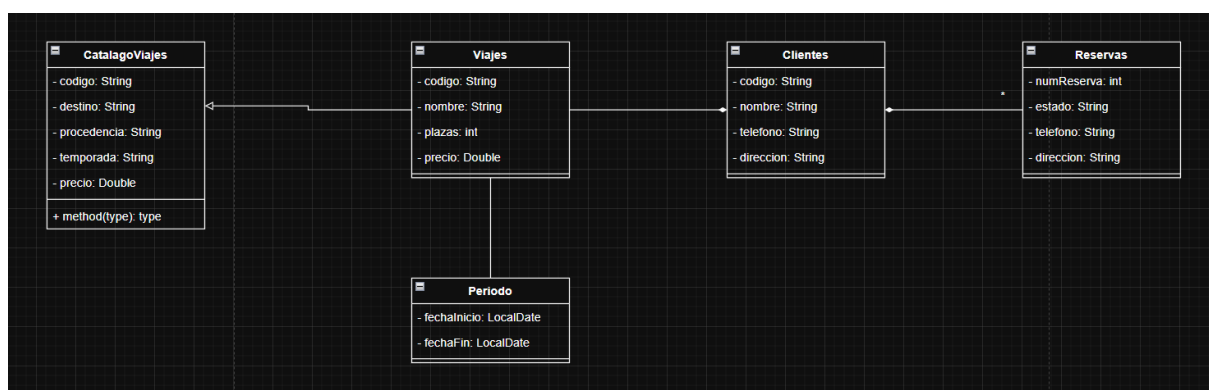 CatalagoViajes
- codigo: String
- destino: String
- procedencia: String
- temporada: String
- precio: Double
+ method(type): type
Viajes
- codigo: String
- nombre: String
- plazas: int
- precio: Double
Clientes
- codigo: String
- nombre: String
- telefono: String
- direccion: String
*
Reservas
- numReserva: int
- estado: String
- telefono: String
- direccion: String
Periodo
- fechaInicio: LocalDate
- fechaFin: LocalDate